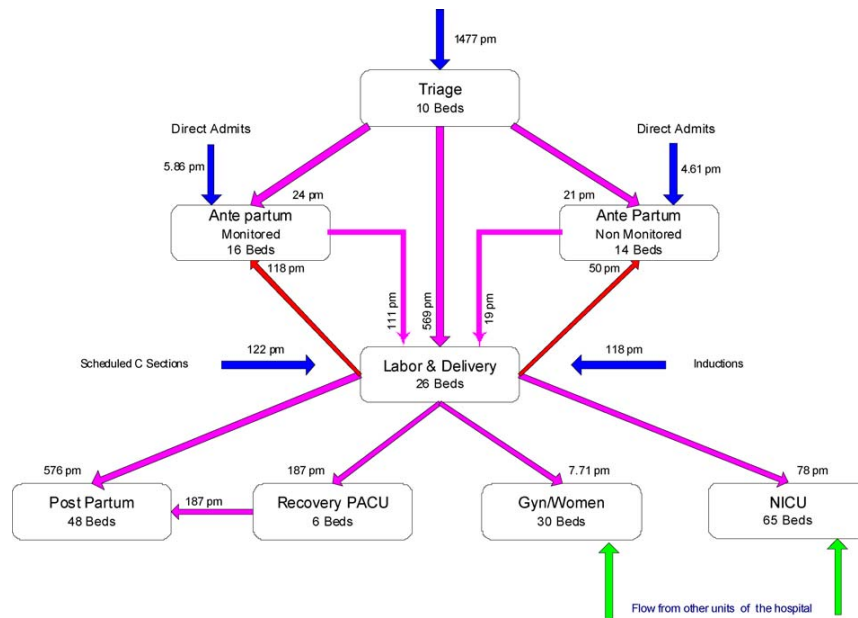 1477 pm
Triage
10 Beds
Direct Admits
Direct Admits
5.86 pm
4.61 pm
24 pm
21 pm
Ante partum
Monitored
16 Beds
Ante Partum
Non Monitored
14 Beds
118 pm
50 pm
111 pm
569 pm
19 pm
Scheduled C Sections
122 pm
Labor & Delivery
26 Beds
118 pm
Inductions
576 pm
187 pm
7.71 pm
78 pm
Post Partum
48 Beds
187 pm
Recovery PACU
6 Beds
Gyn/Women
30 Beds
NICU
65 Beds
Flow from other units of the hospital